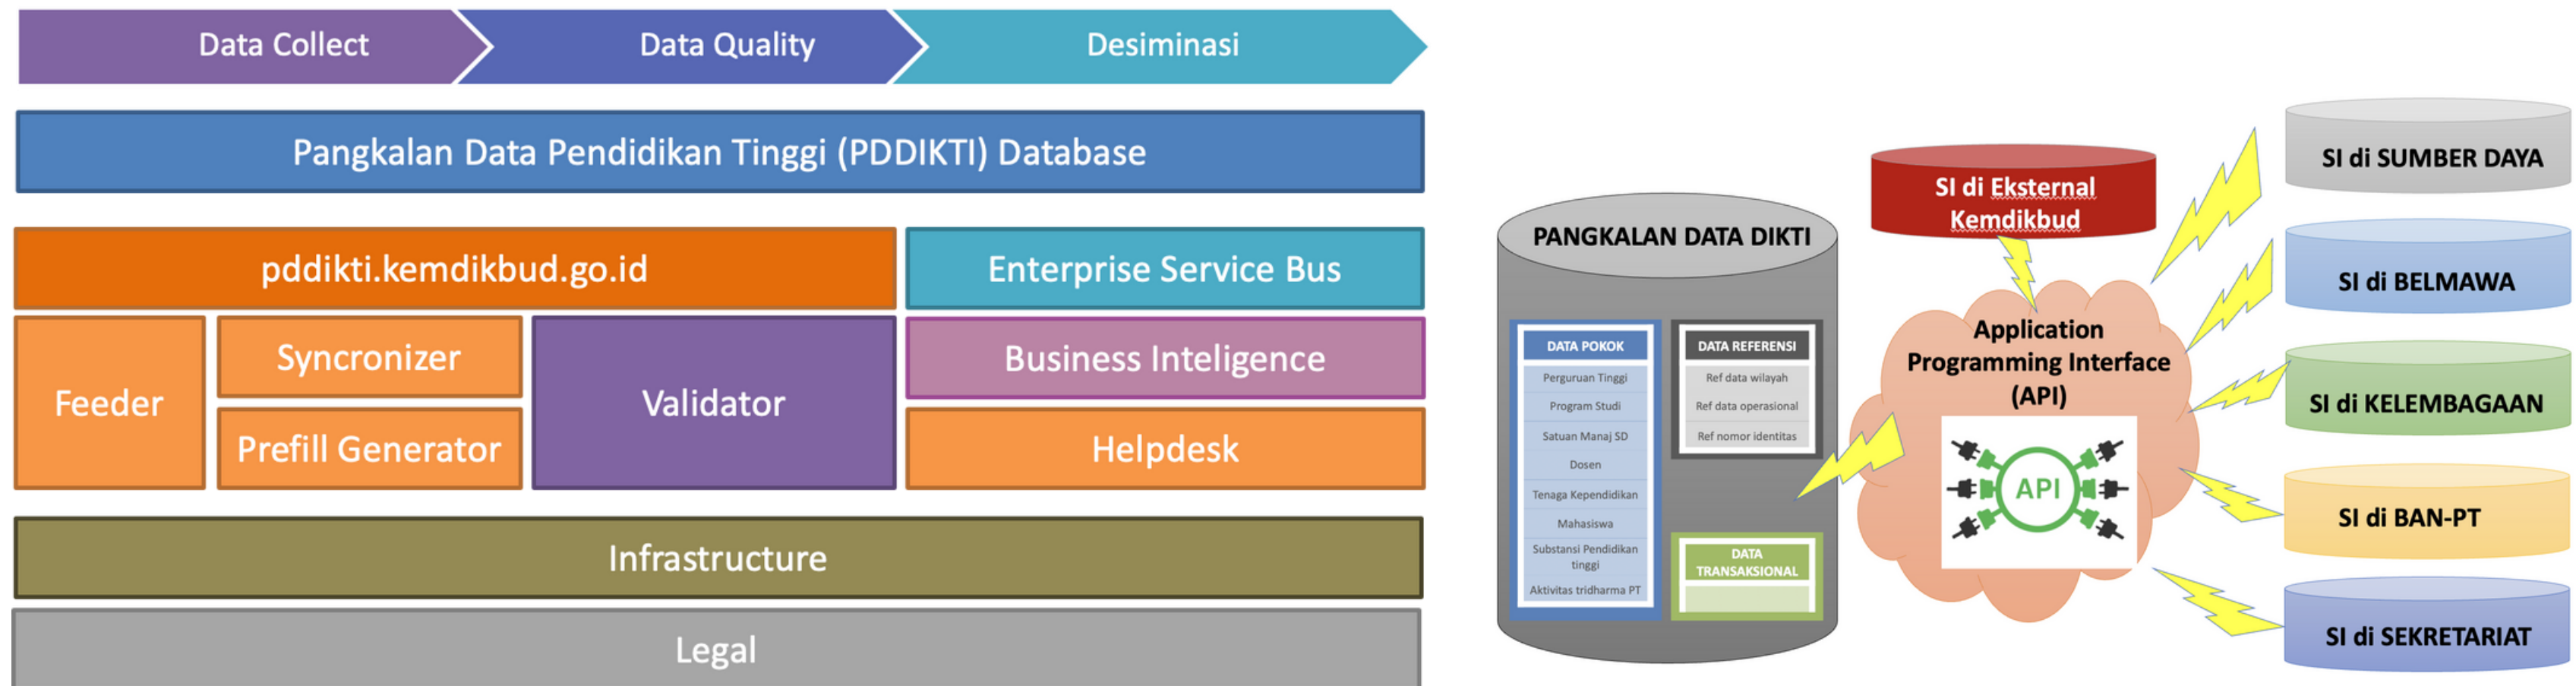 Data Collect
Data Quality
Desiminasi
Pangkalan Data Pendidikan Tinggi (PDDIKTI) Database
pddikti.kemdikbud.go.id
Enterprise Service Bus
Feeder
Syncronizer
Prefill Generator
Validator
Business Inteligence
Helpdesk
Infrastructure
Legal
PANGKALAN DATA DIKTI
DATA POKOK
Perguruan Tinggi
Program Studi
Satuan Manaj SD
Dosen
Tenaga Kependidikan
Mahasiswa
Substansi Pendidikan
tinggi
Aktivitas tridharma PT
DATA REFERENSI
Ref data wilayah
Ref data operasional
Ref nomor identitas
DATA
TRANSAKSIONAL
SI di Eksternal
Kemdikbud
Application
Programming Interface
(API)
API
SI di SUMBER DAYA
SI di BELMAWA
SI di KELEMBAGAAN
SI di BAN-PT
SI di SEKRETARIAT